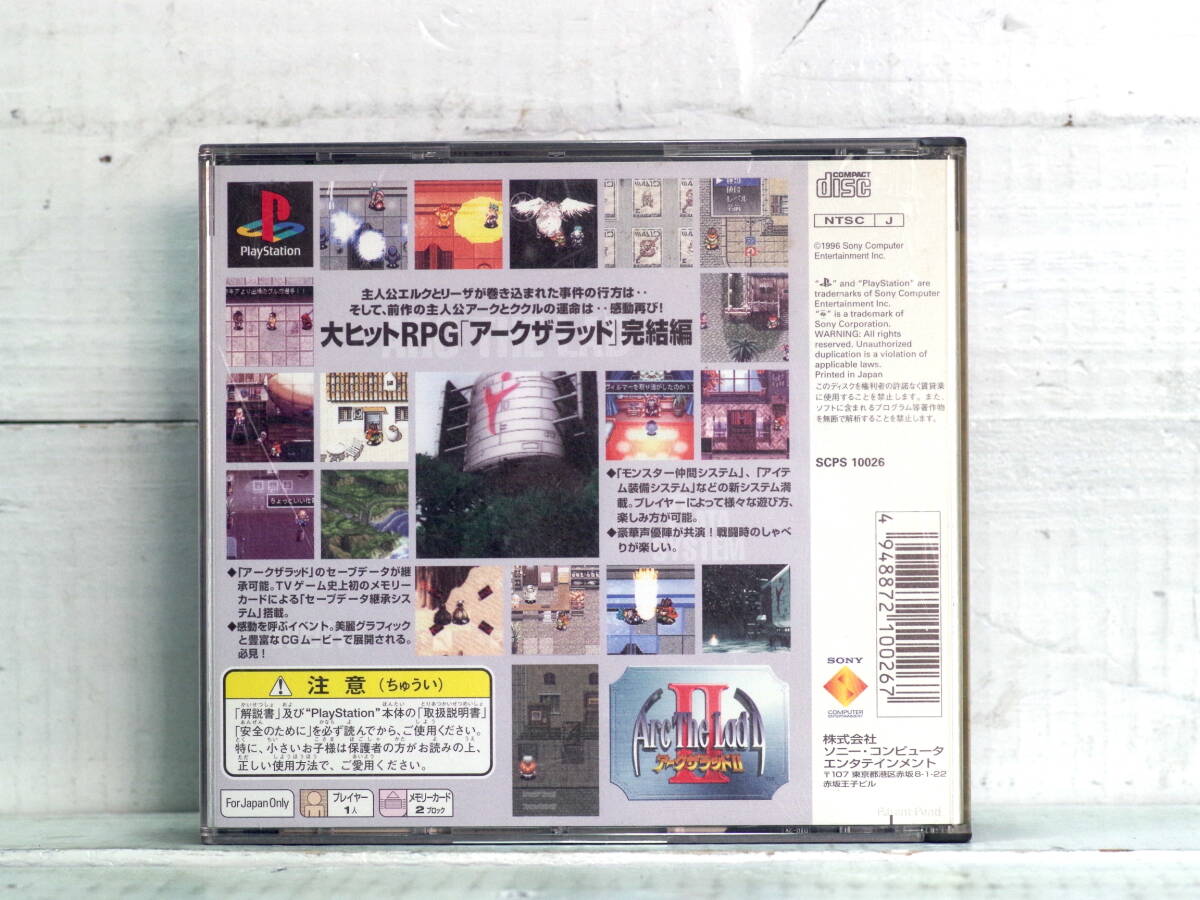 PlayStation
主人公エルクとリーザが巻き込まれた事件の行方は‥
そして、前作の主人公アークとククルの運命は‥感動再び!
大ヒットRPG「アークザラッド」完結編
◆「モンスター仲間システム」、「アイテ
ム装備システム」などの新システム満
載。プレイヤーによって様々な遊び方、
楽しみ方が可能。
◆豪華声優陣が共演!戦闘時のしゃべ
りが楽しい。
SYSTEM
◆「アークザラッド」のセーブデータが継
承可能。TVゲーム史上初のメモリー
カードによる「セーブデータ継承シス
テム」搭載。
◆感動を呼ぶイベント。美麗グラフィック
と豊富なCGムービーで展開される。
必見!
注意(ちゅうい)
「解説書」及び“PlayStation”本体の「取扱説明書」
「安全のために」を必ず読んでから、ご使用ください。
特に、小さいお子様は保護者の方がお読みの上、
正しい使用方法で、ご愛用ください。
For Japan Only
プレイヤー
1人
メモリーカード
2ブロック
Arc The Lad II
アークザラッドII
COMPACT
disc
NTSC J
©1996 Sony Computer
Entertainment Inc.
" " and "PlayStation" are
trademarks of Sony Computer
Entertainment Inc.
" " is a trademark of
Sony Corporation.
WARNING: All rights
reserved. Unauthorized
duplication is a violation of
applicable laws.
Printed in Japan
このディスクを権利者の許諾なく賃貸業
に使用することを禁止します。また、
ソフトに含まれるプログラム等著作物
を無断で解析することを禁止します。
SCPS 10026
4948872100267
SONY
COMPUTER
ENTERTAINMENT
株式会社
ソニー・コンピュータ
エンタテインメント
〒107 東京都港区赤坂8-1-22
赤坂王子ビル